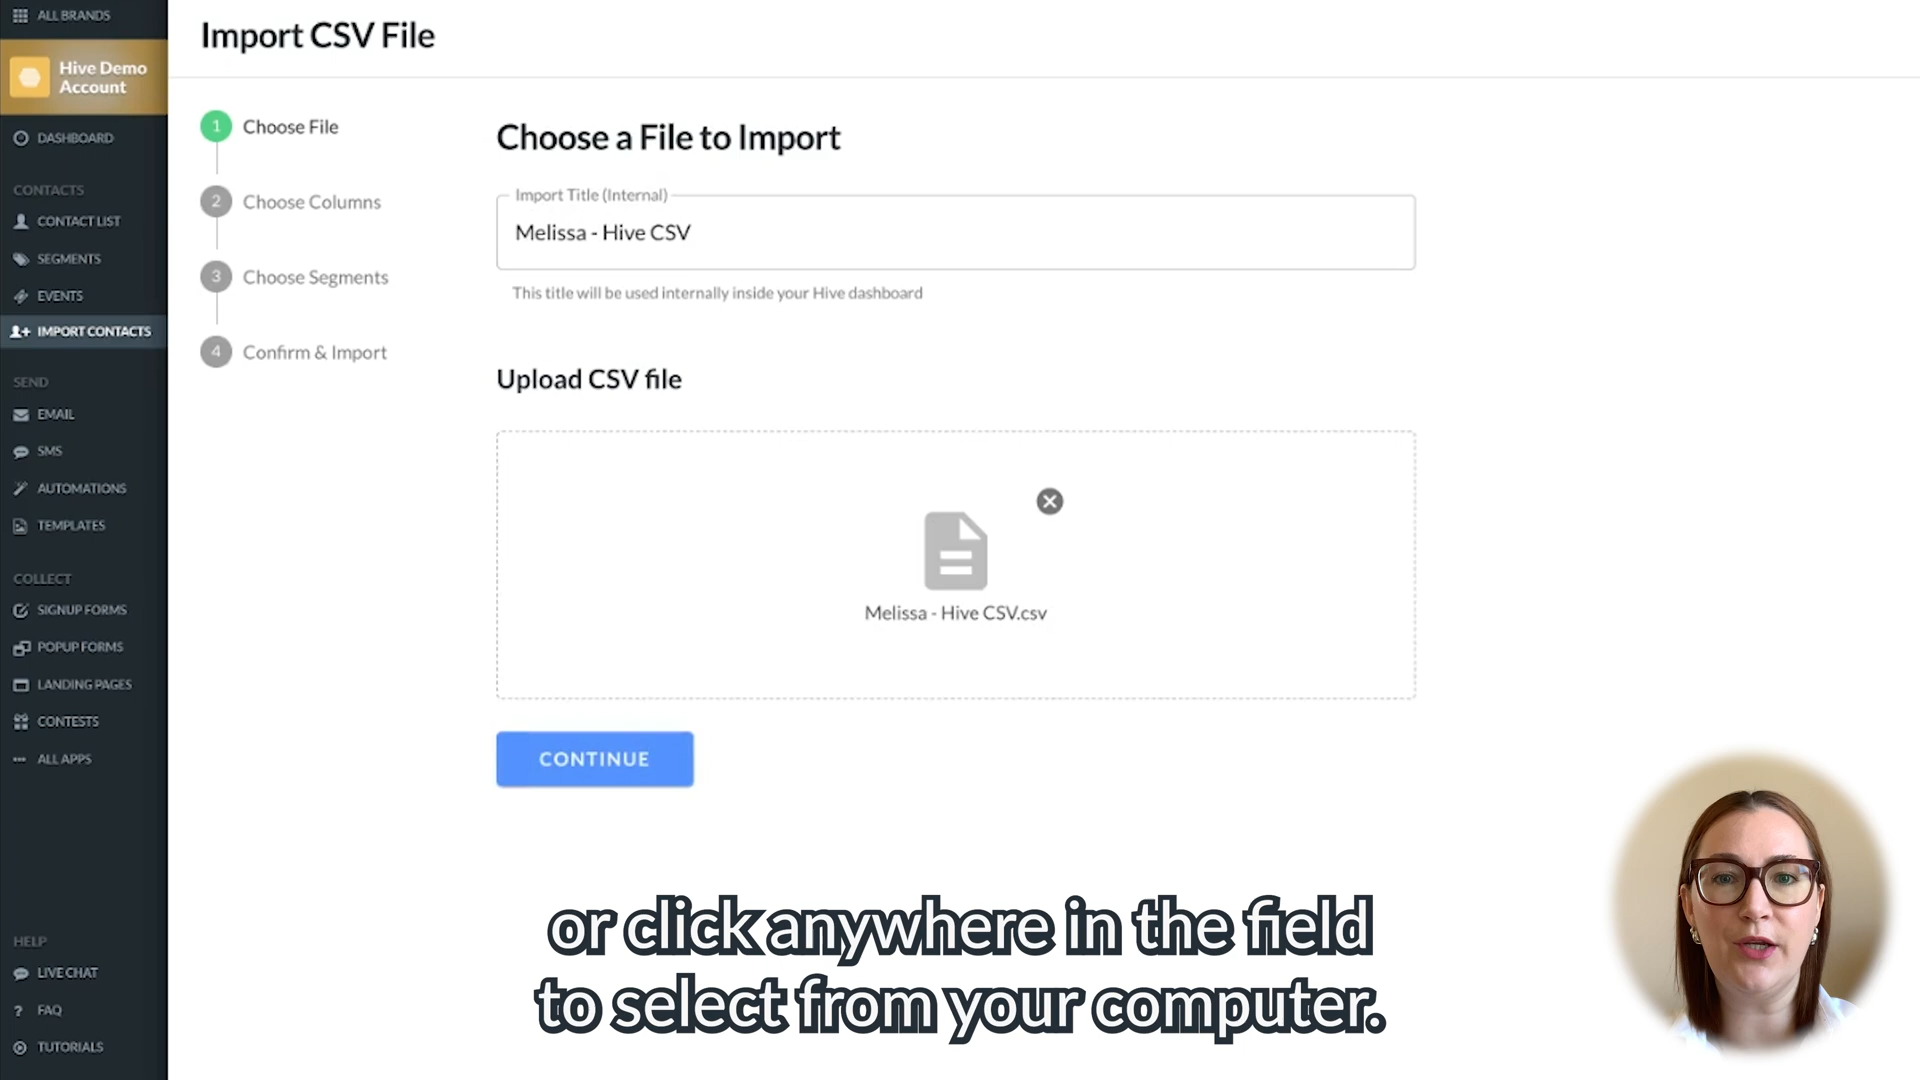 ALL BRANDS
Hive Demo
Account
DASHBOARD
CONTACTS
CONTACT LIST
SEGMENTS
EVENTS
IMPORT CONTACTS
SEND
EMAIL
SMS
AUTOMATIONS
TEMPLATES
COLLECT
SIGNUP FORMS
POPUP FORMS
LANDING PAGES
CONTESTS
ALL APPS
HELP
LIVE CHAT
? FAQ
TUTORIALS
Import CSV File
1 Choose File
2 Choose Columns
3 Choose Segments
4 Confirm & Import
Choose a File to Import
Import Title (Internal)
Melissa - Hive CSV
This title will be used internally inside your Hive dashboard
Upload CSV file
Melissa - Hive CSV.csv
CONTINUE
or click anywhere in the field
to select from your computer.